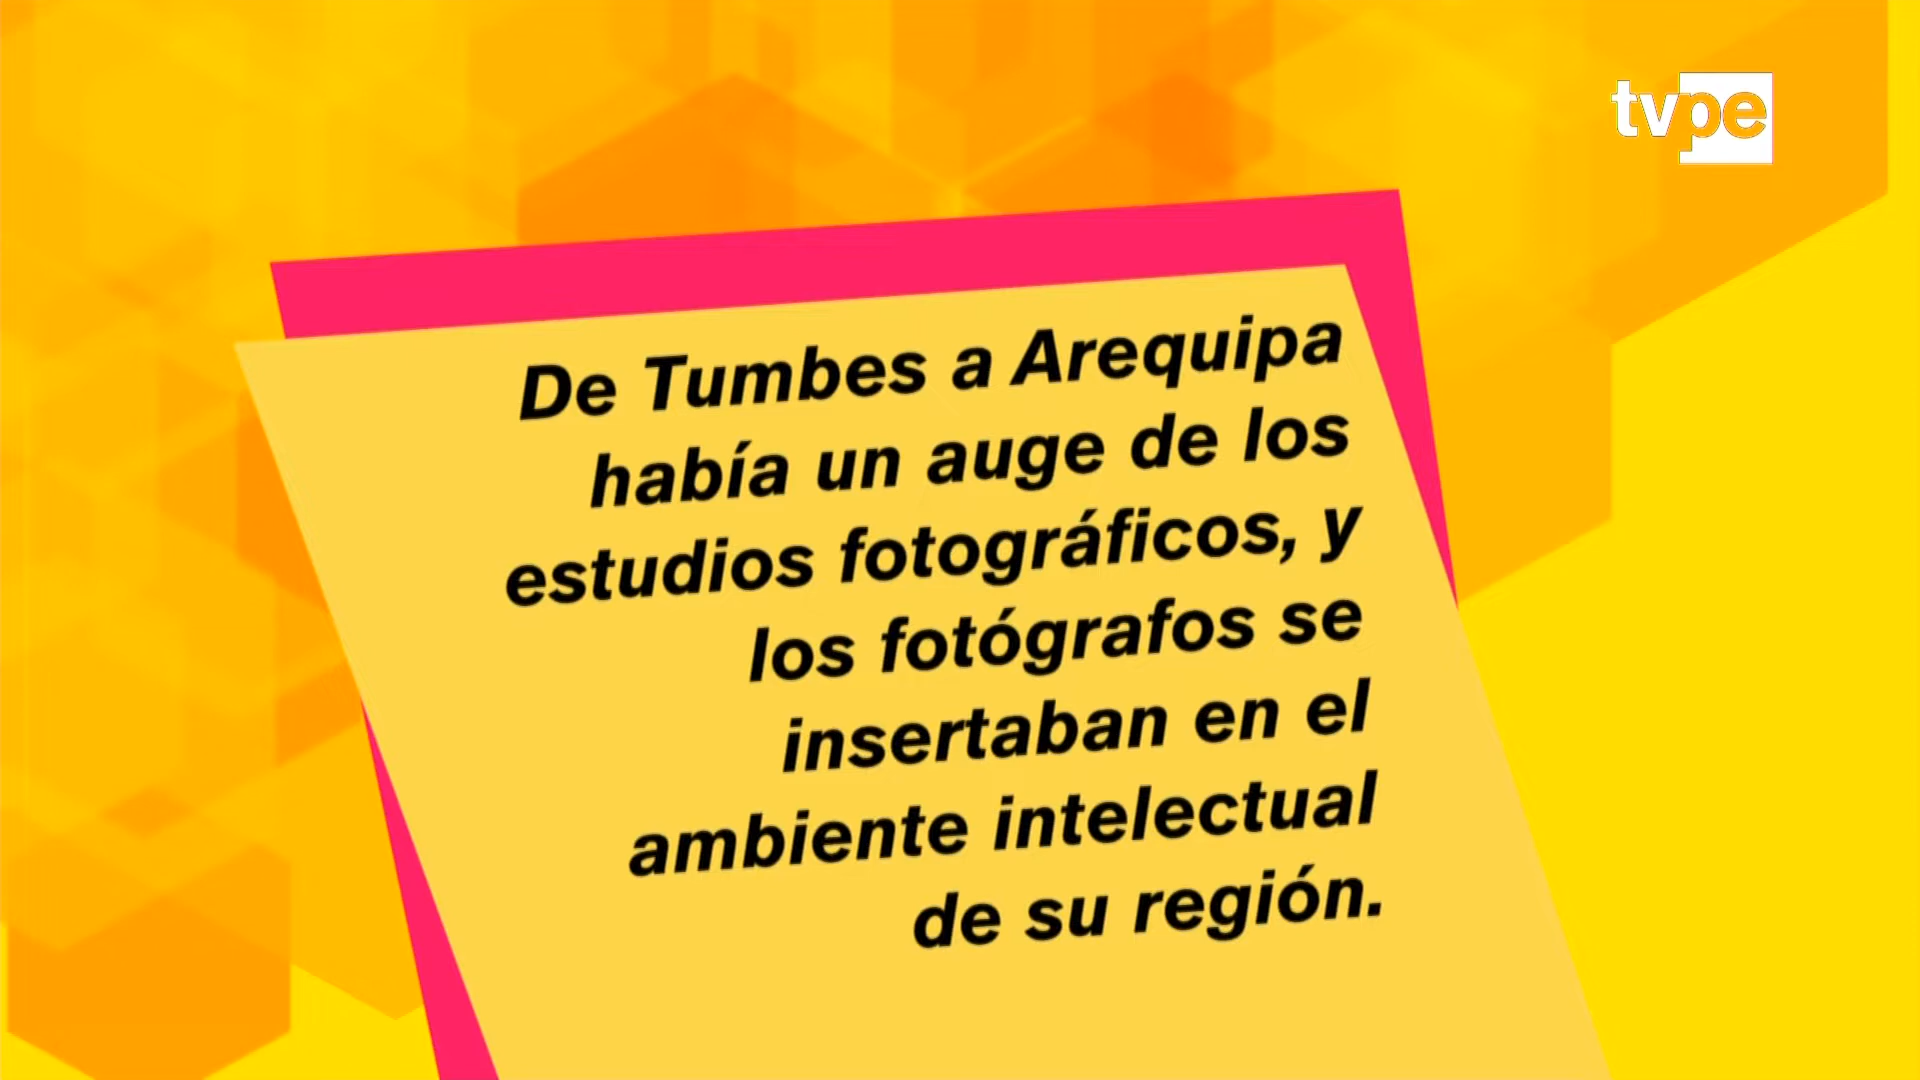 tvpe
De Tumbes a Arequipa
había un auge de los
estudios fotográficos, y
los fotógrafos se
insertaban en el
ambiente intelectual
de su región.